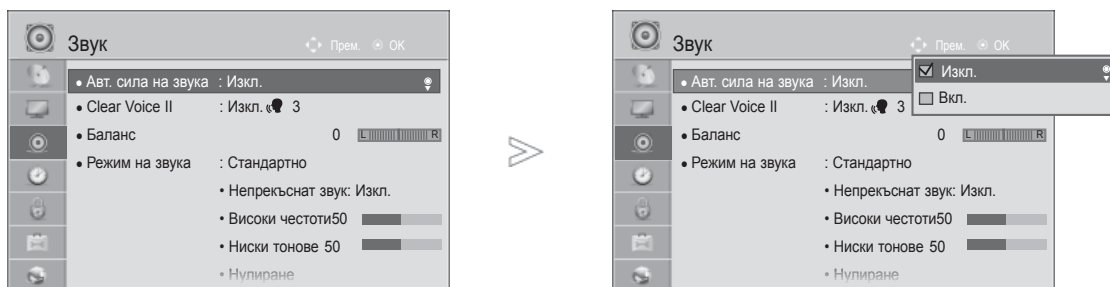 Звук Прем. OK
• Авт. сила на звука : Изкл.
• Clear Voice II : Изкл. 3
• Баланс 0 L R
• Режим на звука : Стандартно
• Непрекъснат звук: Изкл.
• Високи честоти50
• Ниски тонове 50
• Нулиране
Звук Прем. OK
• Авт. сила на звука : Изкл.
Изкл.
Вкл.
• Clear Voice II : Изкл. 3
• Баланс 0 L R
• Режим на звука : Стандартно
• Непрекъснат звук: Изкл.
• Високи честоти50
• Ниски тонове 50
• Нулиране